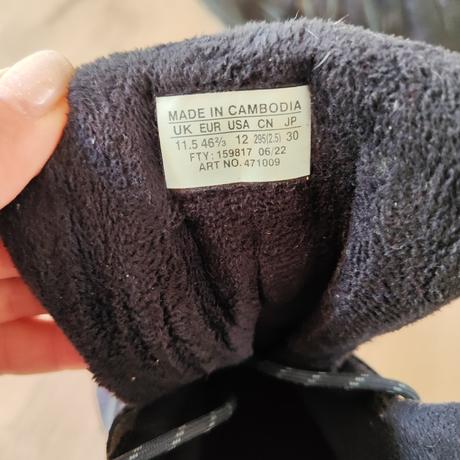 MADE IN CAMBODIA
UK EUR USA CN JP
11.5 46⅔ 12 295(2.5) 30
FTY: 159817 06/22
ART NO. 471009